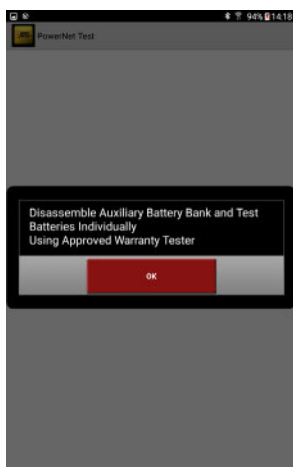 94% 14:18
PowerNet Test
Disassemble Auxiliary Battery Bank and Test
Batteries Individually
Using Approved Warranty Tester
OK